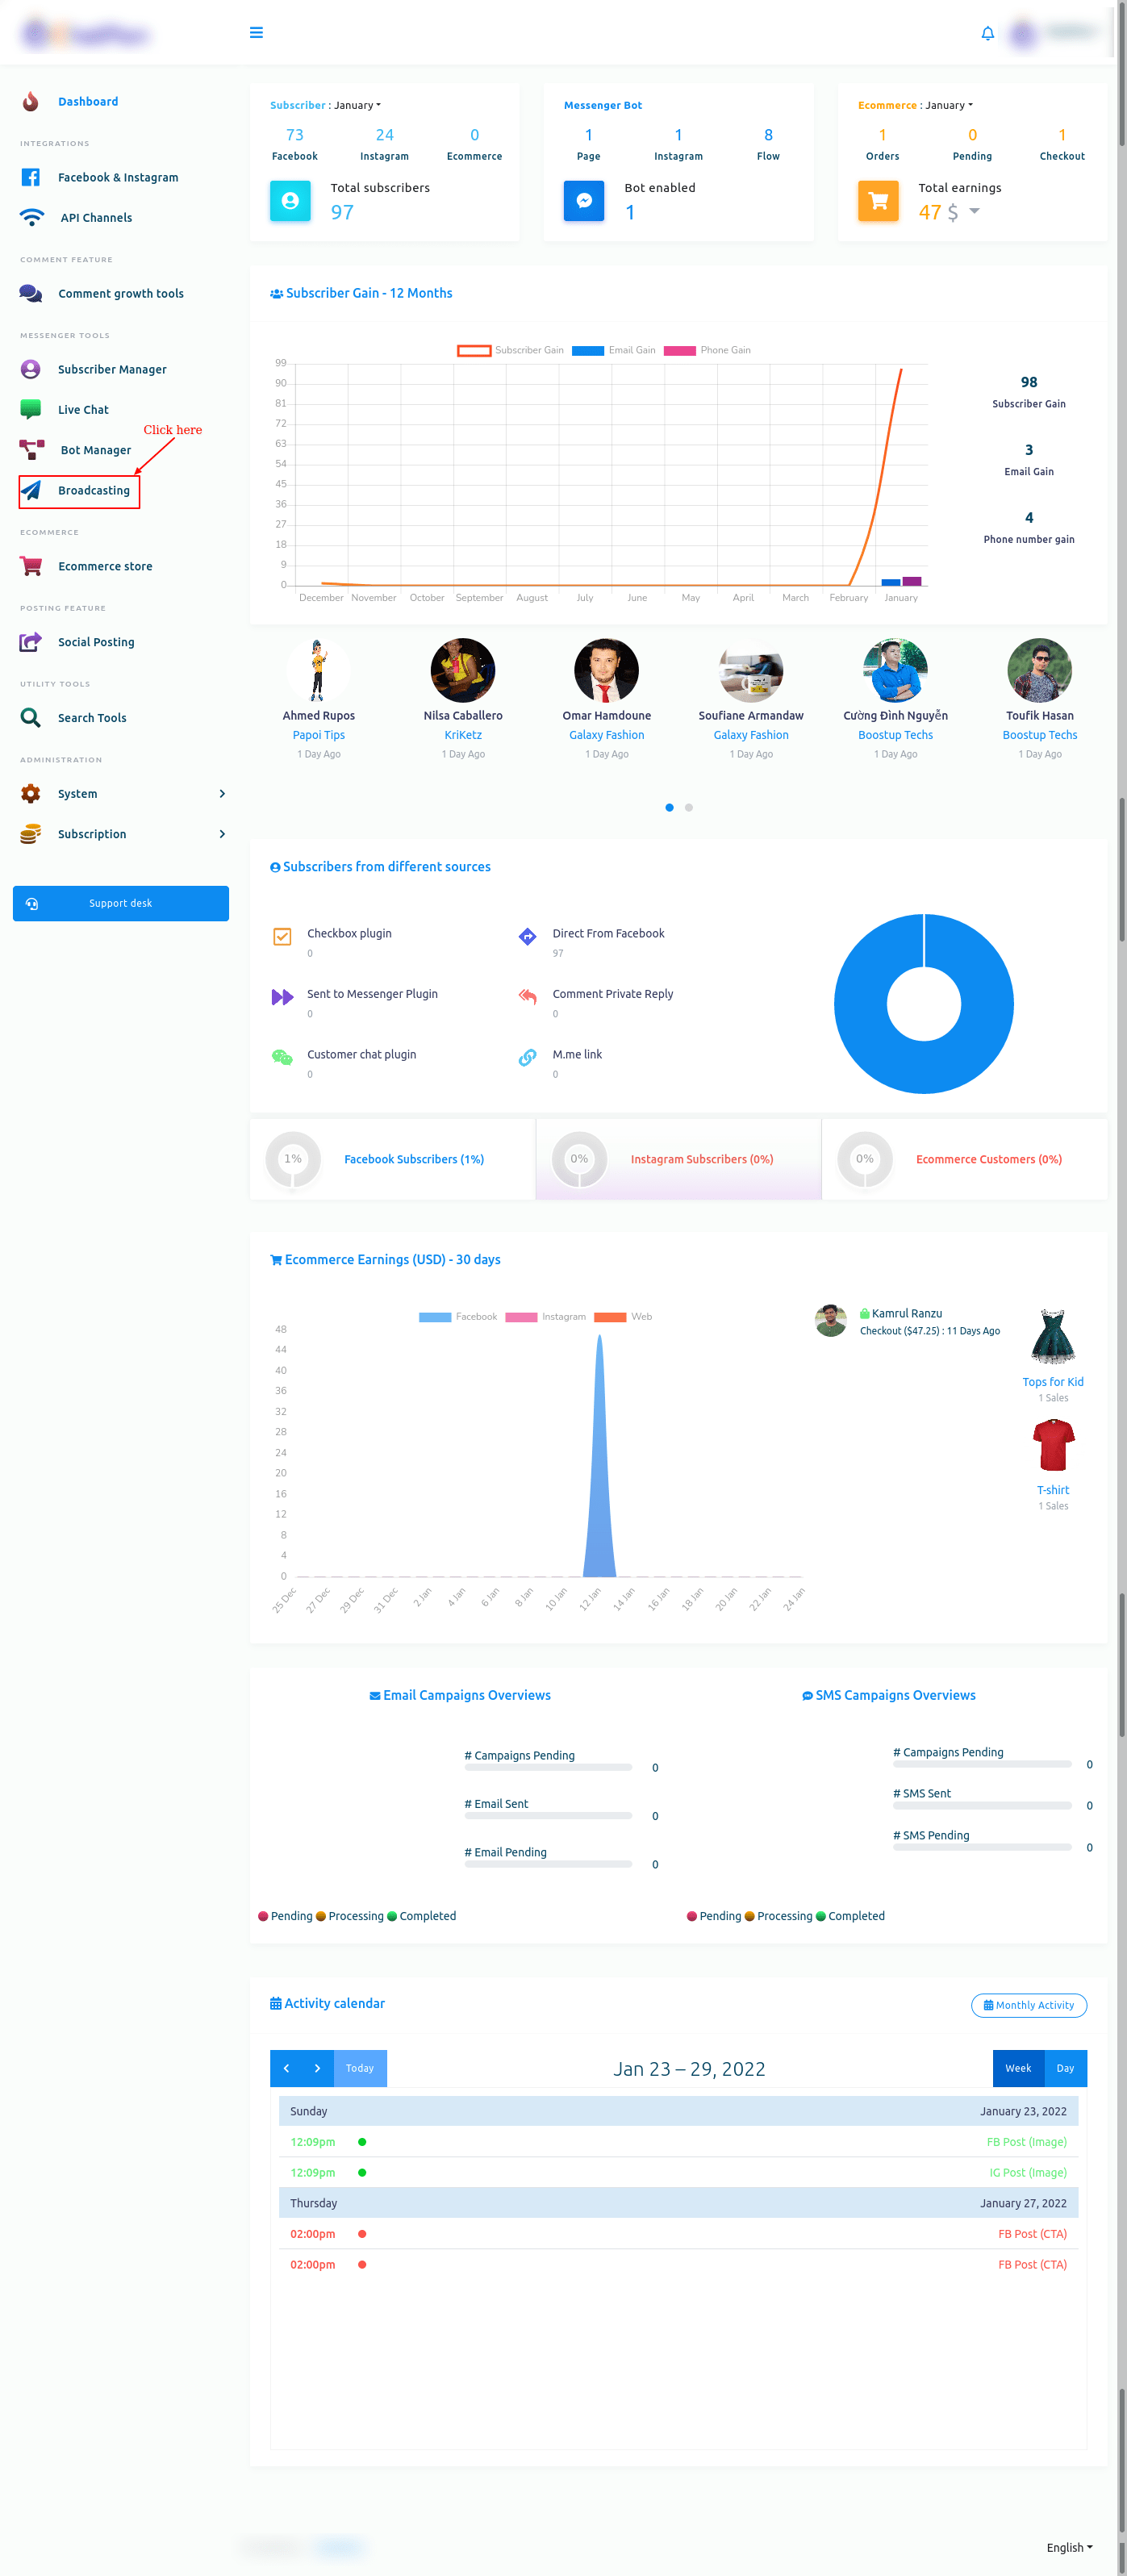 Dashboard
INTEGRATIONS
Facebook & Instagram
API Channels
COMMENT FEATURE
Comment growth tools
MESSENGER TOOLS
Subscriber Manager
Live Chat
Click here
Bot Manager
Broadcasting
ECOMMERCE
Ecommerce store
POSTING FEATURE
Social Posting
UTILITY TOOLS
Search Tools
ADMINISTRATION
System
Subscription
Support desk
Subscriber : January
73 24 0
Facebook Instagram Ecommerce
Total subscribers
97
Messenger Bot
1 1 8
Page Instagram Flow
Bot enabled
1
Ecommerce : January
1 0 1
Orders Pending Checkout
Total earnings
47 $
Subscriber Gain - 12 Months
Subscriber Gain Email Gain Phone Gain
99
90
81
72
63
54
45
36
27
18
9
0
December November October September August July June May April March February January
98
Subscriber Gain
3
Email Gain
4
Phone number gain
Ahmed Rupos Nilsa Caballero Omar Hamdoune Soufiane Armandaw Cường Đình Nguyễn Toufik Hasan
Papoi Tips KriKetz Galaxy Fashion Galaxy Fashion Boostup Techs Boostup Techs
1 Day Ago 1 Day Ago 1 Day Ago 1 Day Ago 1 Day Ago 1 Day Ago
Subscribers from different sources
Checkbox plugin Direct From Facebook
0 97
Sent to Messenger Plugin Comment Private Reply
0 0
Customer chat plugin M.me link
0 0
1% Facebook Subscribers (1%) 0% Instagram Subscribers (0%) 0% Ecommerce Customers (0%)
Ecommerce Earnings (USD) - 30 days
Facebook Instagram Web
48
44
40
36
32
28
24
20
16
12
8
4
0
25 Dec 27 Dec 29 Dec 31 Dec 2 Jan 4 Jan 6 Jan 8 Jan 10 Jan 12 Jan 14 Jan 16 Jan 18 Jan 20 Jan 22 Jan 24 Jan
Kamrul Ranzu
Checkout ($47.25) : 11 Days Ago
Tops for Kid
1 Sales
T-shirt
1 Sales
Email Campaigns Overviews
# Campaigns Pending
0
# Email Sent
0
# Email Pending
0
Pending Processing Completed
SMS Campaigns Overviews
# Campaigns Pending
0
# SMS Sent
0
# SMS Pending
0
Pending Processing Completed
Activity calendar Monthly Activity
Today Jan 23 – 29, 2022 Week Day
Sunday January 23, 2022
12:09pm FB Post (Image)
12:09pm IG Post (Image)
Thursday January 27, 2022
02:00pm FB Post (CTA)
02:00pm FB Post (CTA)
English